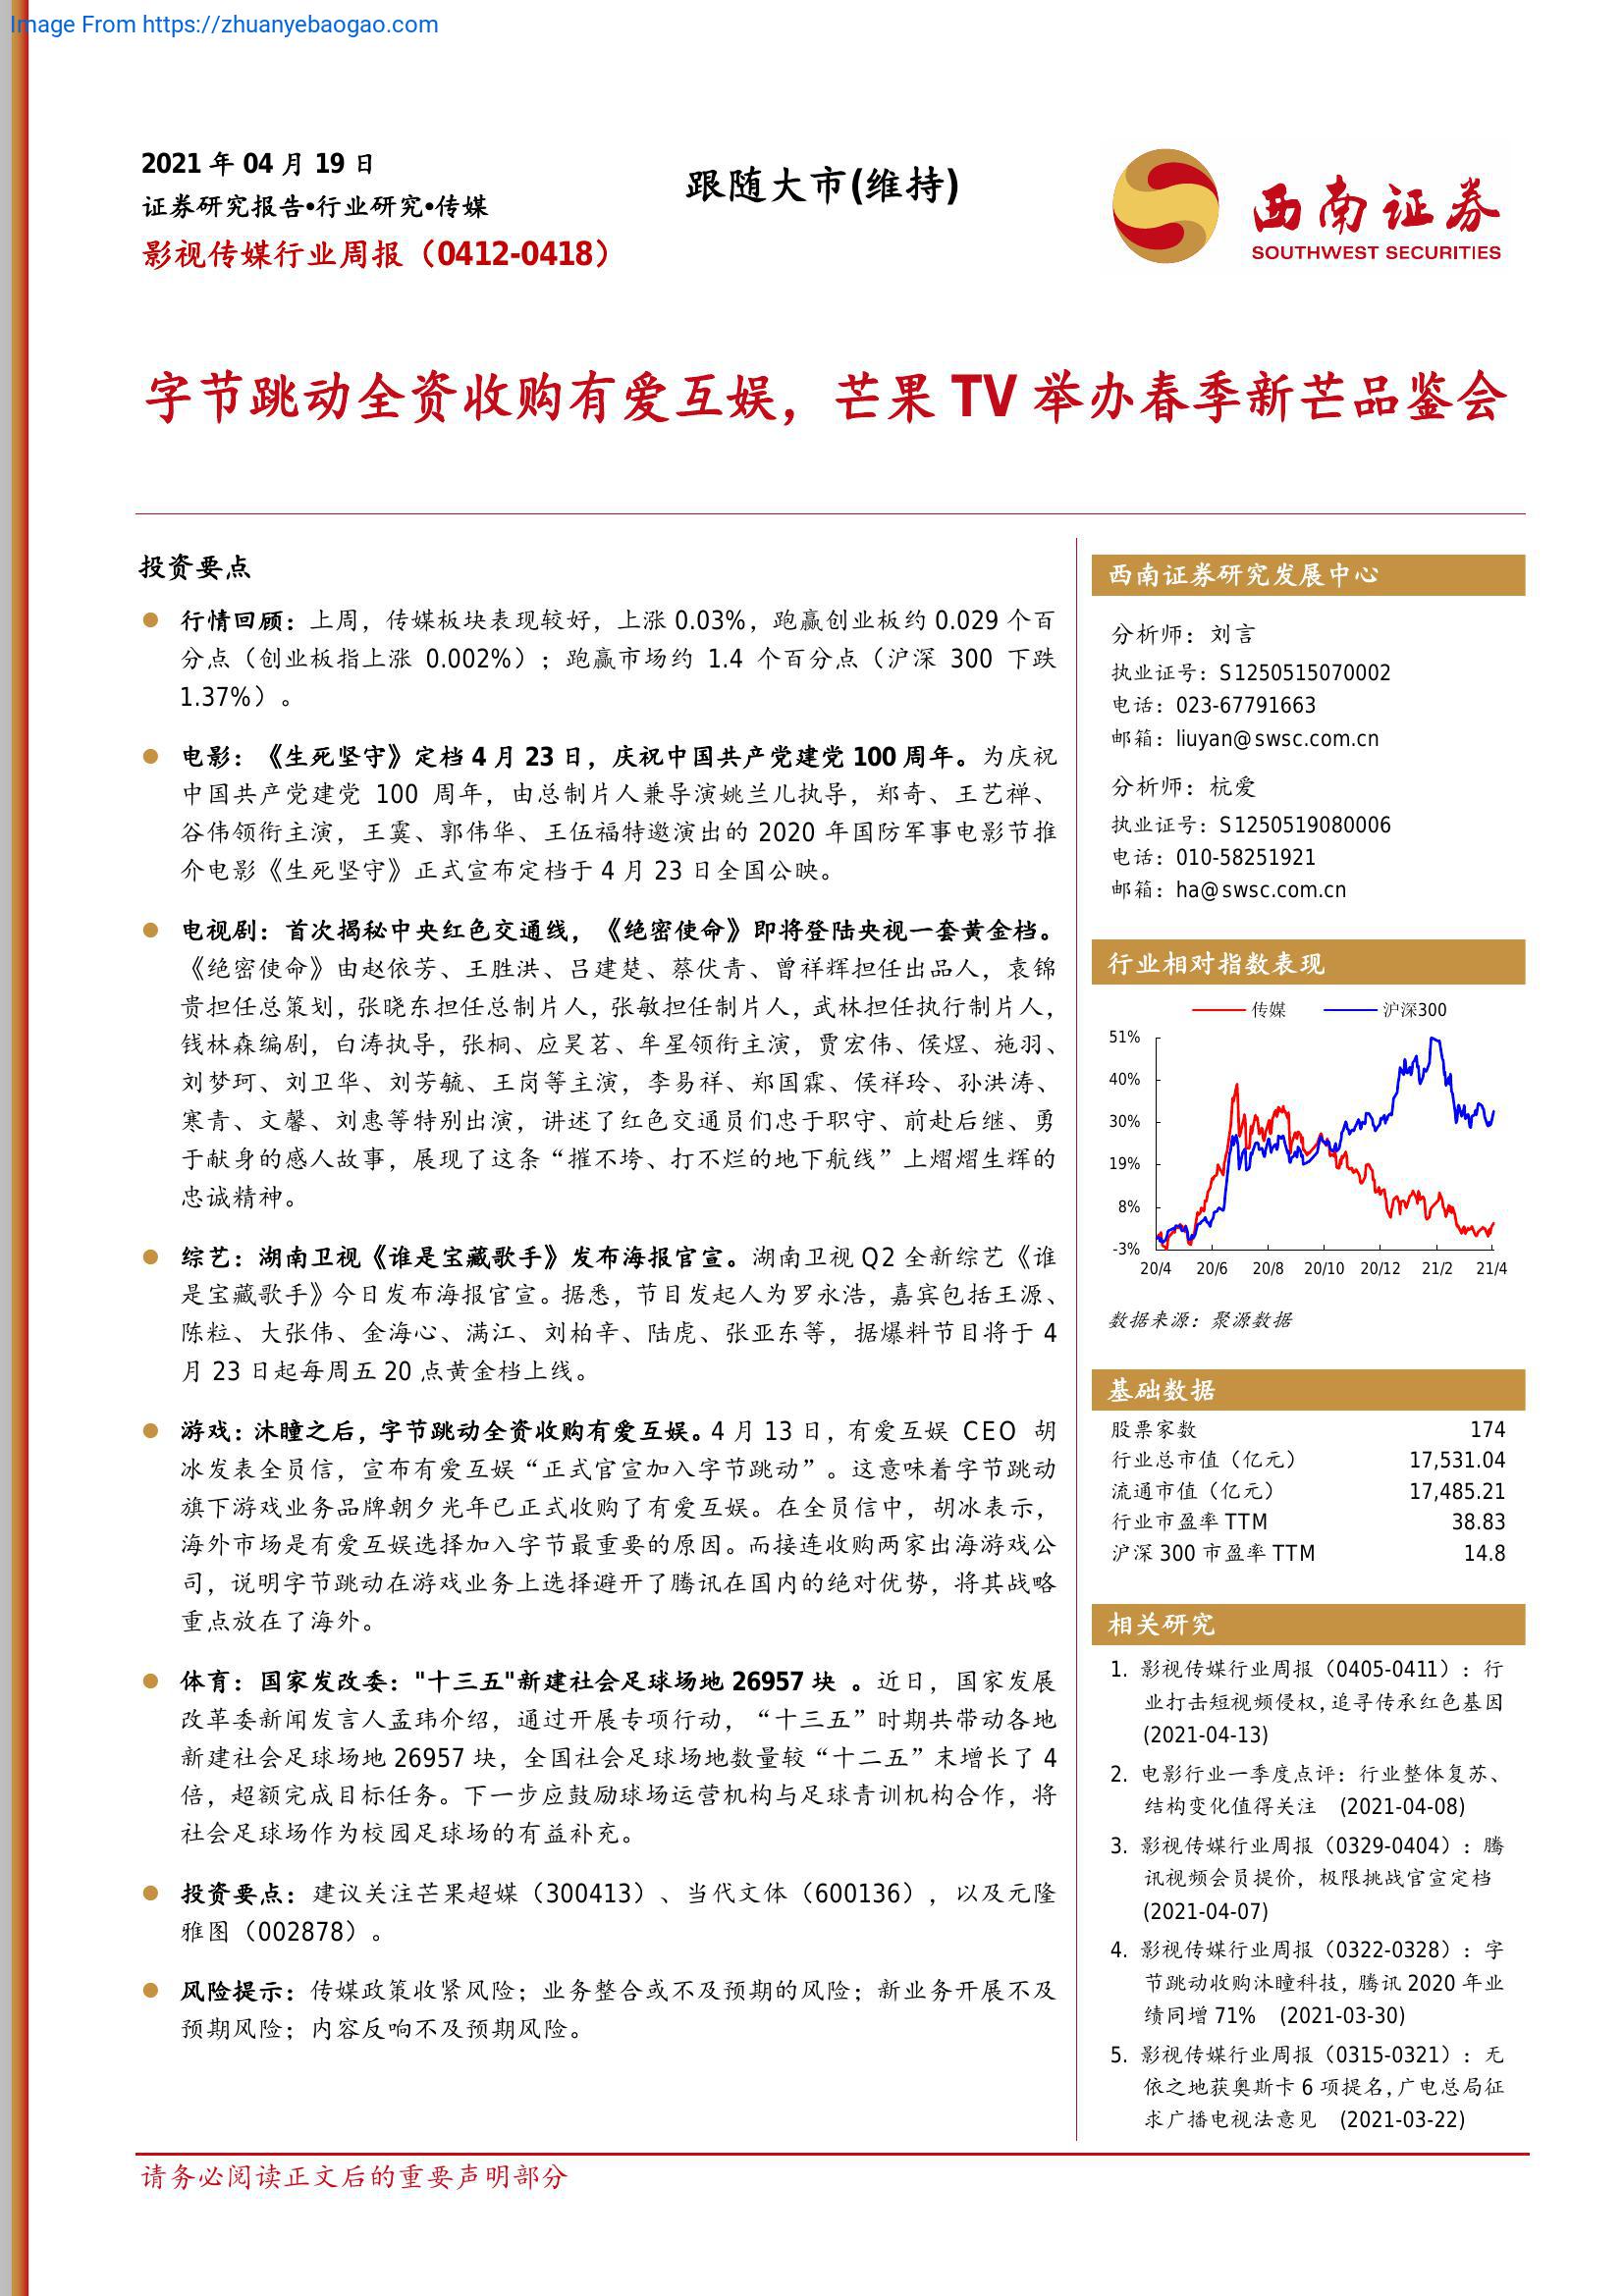 Image From https://zhuanyebaogao.com
2021 年 04 月 19 日
证券研究报告•行业研究•传媒
影视传媒行业周报（0412-0418）
跟随大市(维持)
西南证券
SOUTHWEST SECURITIES
字节跳动全资收购有爱互娱，芒果 TV 举办春季新芒品鉴会
投资要点
行情回顾：上周，传媒板块表现较好，上涨 0.03%，跑赢创业板约 0.029 个百
分点（创业板指上涨 0.002%）；跑赢市场约 1.4 个百分点（沪深 300 下跌
1.37%）。
电影：《生死坚守》定档 4 月 23 日，庆祝中国共产党建党 100 周年。为庆祝
中国共产党建党 100 周年，由总制片人兼导演姚兰儿执导，郑奇、王艺禅、
谷伟领衔主演，王霙、郭伟华、王伍福特邀演出的 2020 年国防军事电影节推
介电影《生死坚守》正式宣布定档于 4 月 23 日全国公映。
电视剧：首次揭秘中央红色交通线，《绝密使命》即将登陆央视一套黄金档。
《绝密使命》由赵依芳、王胜洪、吕建楚、蔡伏青、曾祥辉担任出品人，袁锦
贵担任总策划，张晓东担任总制片人，张敏担任制片人，武林担任执行制片人，
钱林森编剧，白涛执导，张桐、应昊茗、牟星领衔主演，贾宏伟、侯煜、施羽、
刘梦珂、刘卫华、刘芳毓、王岗等主演，李易祥、郑国霖、侯祥玲、孙洪涛、
寒青、文馨、刘惠等特别出演，讲述了红色交通员们忠于职守、前赴后继、勇
于献身的感人故事，展现了这条“摧不垮、打不烂的地下航线”上熠熠生辉的
忠诚精神。
综艺：湖南卫视《谁是宝藏歌手》发布海报官宣。湖南卫视 Q2 全新综艺《谁
是宝藏歌手》今日发布海报官宣。据悉，节目发起人为罗永浩，嘉宾包括王源、
陈粒、大张伟、金海心、满江、刘柏辛、陆虎、张亚东等，据爆料节目将于 4
月 23 日起每周五 20 点黄金档上线。
游戏：沐瞳之后，字节跳动全资收购有爱互娱。4 月 13 日，有爱互娱 CEO 胡
冰发表全员信，宣布有爱互娱“正式官宣加入字节跳动”。这意味着字节跳动
旗下游戏业务品牌朝夕光年已正式收购了有爱互娱。在全员信中，胡冰表示，
海外市场是有爱互娱选择加入字节最重要的原因。而接连收购两家出海游戏公
司，说明字节跳动在游戏业务上选择避开了腾讯在国内的绝对优势，将其战略
重点放在了海外。
体育：国家发改委："十三五"新建社会足球场地 26957 块 。近日，国家发展
改革委新闻发言人孟玮介绍，通过开展专项行动，“十三五”时期共带动各地
新建社会足球场地 26957 块，全国社会足球场地数量较“十二五”末增长了 4
倍，超额完成目标任务。下一步应鼓励球场运营机构与足球青训机构合作，将
社会足球场作为校园足球场的有益补充。
投资要点：建议关注芒果超媒（300413）、当代文体（600136），以及元隆
雅图（002878）。
风险提示：传媒政策收紧风险；业务整合或不及预期的风险；新业务开展不及
预期风险；内容反响不及预期风险。
西南证券研究发展中心
分析师：刘言
执业证号：S1250515070002
电话：023-67791663
邮箱：liuyan@swsc.com.cn
分析师：杭爱
执业证号：S1250519080006
电话：010-58251921
邮箱：ha@swsc.com.cn
行业相对指数表现
传媒 沪深300
51%
40%
30%
19%
8%
-3%
20/4 20/6 20/8 20/10 20/12 21/2 21/4
数据来源：聚源数据
基础数据
股票家数 174
行业总市值（亿元） 17,531.04
流通市值（亿元） 17,485.21
行业市盈率 TTM 38.83
沪深 300 市盈率 TTM 14.8
相关研究
1. 影视传媒行业周报（0405-0411）：行
业打击短视频侵权，追寻传承红色基因
(2021-04-13)
2. 电影行业一季度点评：行业整体复苏、
结构变化值得关注 (2021-04-08)
3. 影视传媒行业周报（0329-0404）：腾
讯视频会员提价，极限挑战官宣定档
(2021-04-07)
4. 影视传媒行业周报（0322-0328）：字
节跳动收购沐瞳科技，腾讯 2020 年业
绩同增 71% (2021-03-30)
5. 影视传媒行业周报（0315-0321）：无
依之地获奥斯卡 6 项提名，广电总局征
求广播电视法意见 (2021-03-22)
请务必阅读正文后的重要声明部分